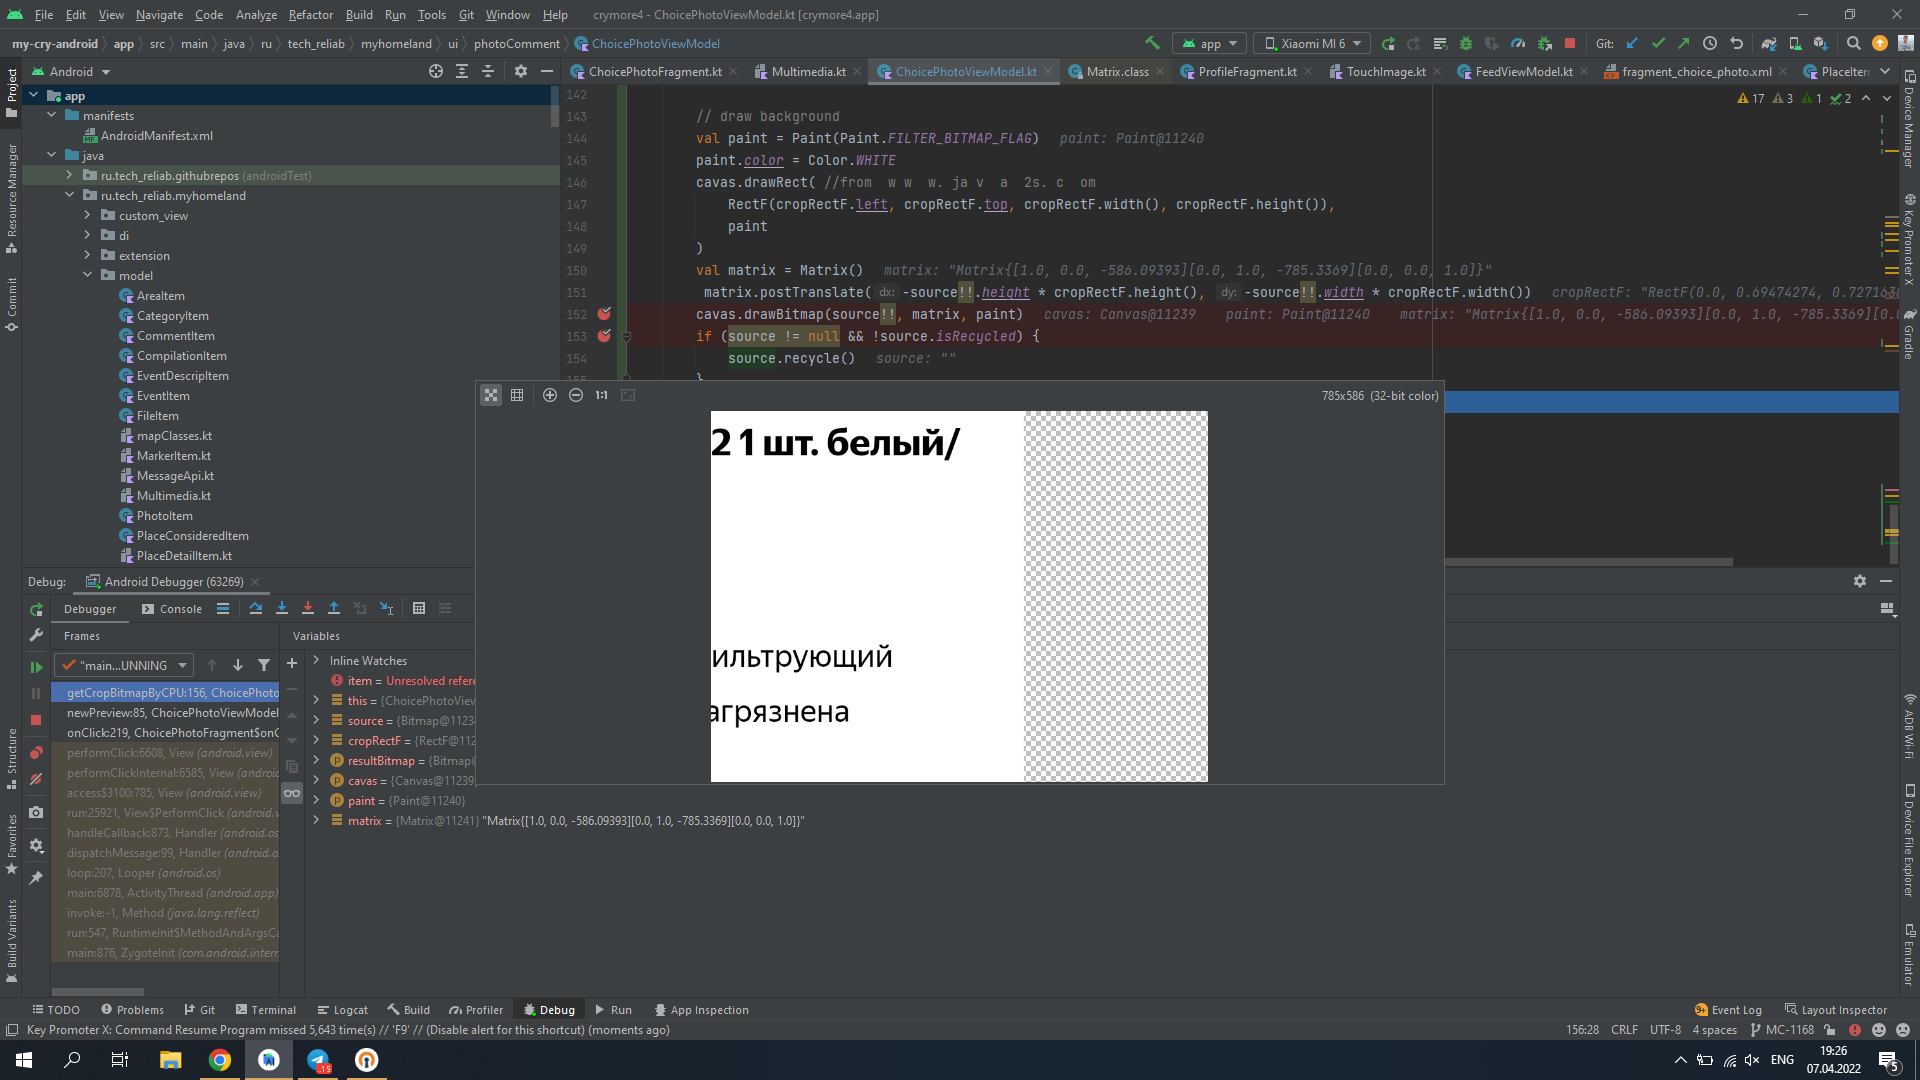 File Edit View Navigate Code Analyze Refactor Build Run Tools Git Window Help crymore4 - ChoicePhotoViewModel.kt [crymore4.app]
my-cry-android app src main java ru tech_reliab myhomeland ui photoComment ChoicePhotoViewModel
app Xiaomi MI 6 Git:
Project
Resource Manager
Commit
Structure
Favorites
Build Variants
Android
app
manifests
AndroidManifest.xml
java
ru.tech_reliab.githubrepos (androidTest)
ru.tech_reliab.myhomeland
custom_view
di
extension
model
AreaItem
CategoryItem
CommentItem
CompilationItem
EventDescripItem
EventItem
FileItem
mapClasses.kt
MarkerItem.kt
MessageApi.kt
Multimedia.kt
PhotoItem
PlaceConsideredItem
PlaceDetailItem.kt
ChoicePhotoFragment.kt Multimedia.kt ChoicePhotoViewModel.kt Matrix.class ProfileFragment.kt TouchImage.kt FeedViewModel.kt fragment_choice_photo.xml PlaceIter
17 3 1 2
142
143 // draw background
144 val paint = Paint(Paint.FILTER_BITMAP_FLAG) paint: Paint@11240
145 paint.color = Color.WHITE
146 cavas.drawRect( //from w w w. ja v a 2s. c om
147 RectF(cropRectF.left, cropRectF.top, cropRectF.width(), cropRectF.height()),
148 paint
149 )
150 val matrix = Matrix() matrix: "Matrix{[1.0, 0.0, -586.09393][0.0, 1.0, -785.3369][0.0, 0.0, 1.0]}"
151 matrix.postTranslate( dx: -source!!.height * cropRectF.height(), dy: -source!!.width * cropRectF.width()) cropRectF: "RectF(0.0, 0.69474274, 0.727163
152 cavas.drawBitmap(source!!, matrix, paint) cavas: Canvas@11239 paint: Paint@11240 matrix: "Matrix{[1.0, 0.0, -586.09393][0.0, 1.0, -785.3369][0.
153 if (source != null && !source.isRecycled) {
154 source.recycle() source: ""
1:1
785x586 (32-bit color)
2 1 шт. белый/
ильтрующий
агрязнена
Debug: Android Debugger (63269)
Debugger Console
Frames
Variables
"main...UNNING
getCropBitmapByCPU:156, ChoicePhoto
newPreview:85, ChoicePhotoViewModel
onClick:219, ChoicePhotoFragment$onC
performClick:6608, View (android.view)
performClickInternal:6585, View (androi
access$3100:785, View (android.view)
run:25921, View$PerformClick (android.v
handleCallback:873, Handler (android.os
dispatchMessage:99, Handler (android.o
loop:207, Looper (android.os)
main:6878, ActivityThread (android.app)
invoke:-1, Method (java.lang.reflect)
run:547, RuntimeInit$MethodAndArgsCa
main:876, ZygoteInit (com.android.intern
Inline Watches
item = Unresolved refere
this = {ChoicePhotoView
source = {Bitmap@1123
cropRectF = {RectF@112
resultBitmap = {Bitmap@
cavas = {Canvas@11239
paint = {Paint@11240}
matrix = {Matrix@11241} "Matrix{[1.0, 0.0, -586.09393][0.0, 1.0, -785.3369][0.0, 0.0, 1.0]}"
Device Manager
Key Promoter X
Gradle
ADB Wi-Fi
Device File Explorer
Emulator
TODO Problems Git Terminal Logcat Build Profiler Debug Run App Inspection Event Log Layout Inspector
Key Promoter X: Command Resume Program missed 5,643 time(s) // 'F9' // (Disable alert for this shortcut) (moments ago)
156:28 CRLF UTF-8 4 spaces MC-1168
15
ENG
19:26
07.04.2022
5